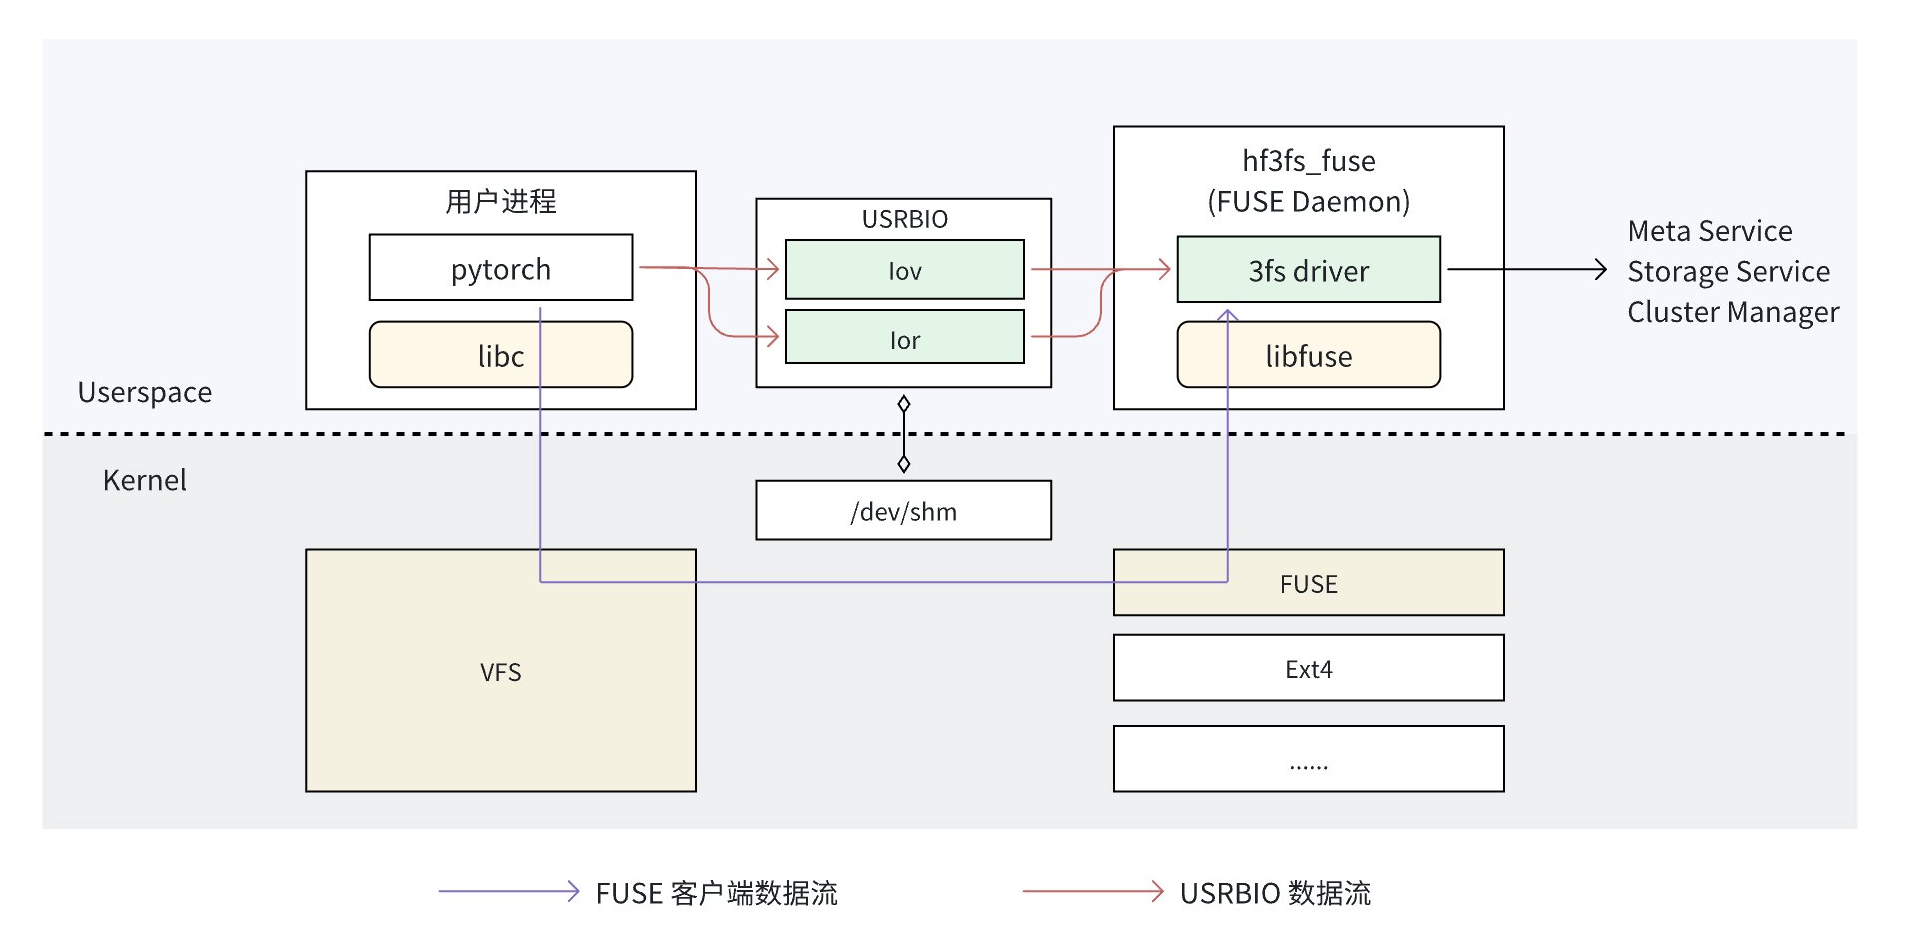 用户进程
pytorch
libc
USRBIO
Iov
Ior
hf3fs_fuse
(FUSE Daemon)
3fs driver
libfuse
Meta Service
Storage Service
Cluster Manager
Userspace
Kernel
/dev/shm
VFS
FUSE
Ext4
......
FUSE 客户端数据流
USRBIO 数据流